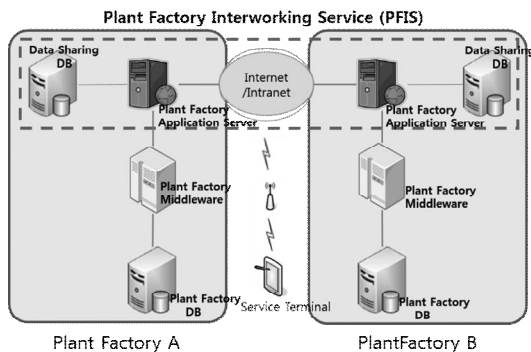 Plant Factory Interworking Service (PFIS)
Data Sharing
DB
Plant Factory
Application Server
Internet
/Intranet
Plant Factory
Application Server
Data Sharing
DB
Plant Factory
Middleware
Plant Factory
Middleware
Plant Factory
DB
Service Terminal
Plant Factory
DB
Plant Factory A
PlantFactory B